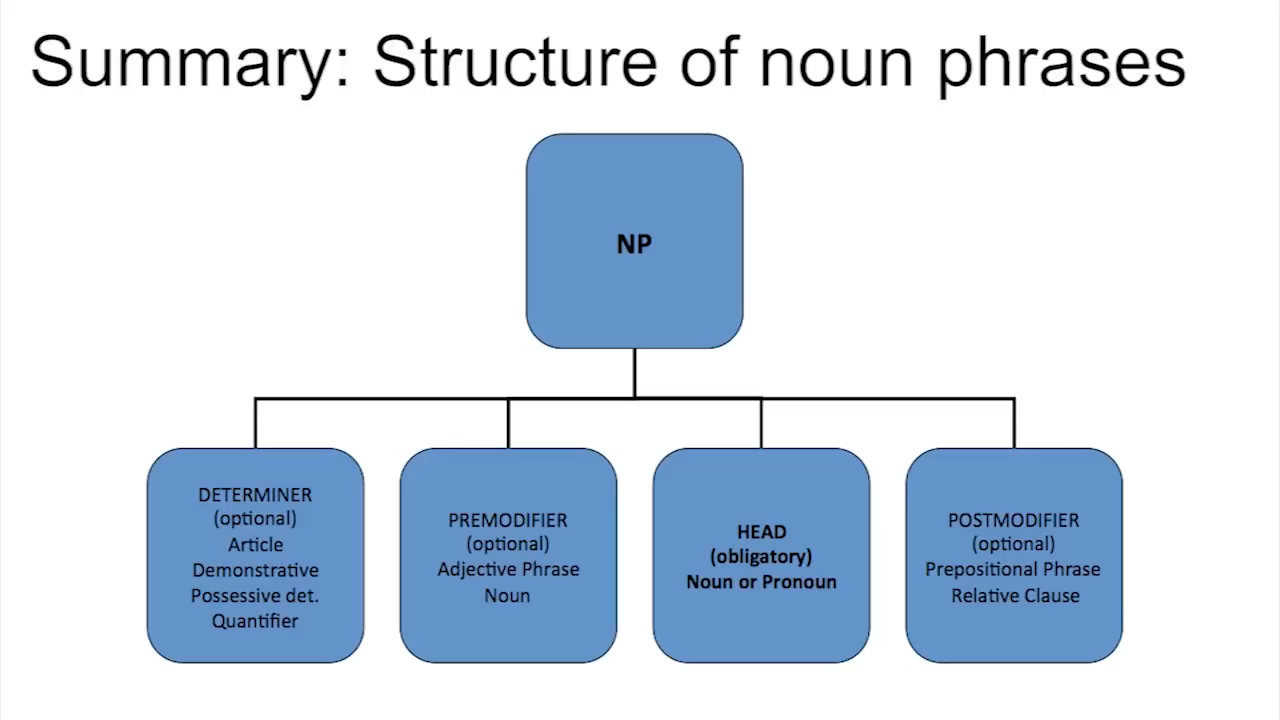 Summary: Structure of noun phrases
NP
DETERMINER
(optional)
Article
Demonstrative
Possessive det.
Quantifier
PREMODIFIER
(optional)
Adjective Phrase
Noun
HEAD
(obligatory)
Noun or Pronoun
POSTMODIFIER
(optional)
Prepositional Phrase
Relative Clause